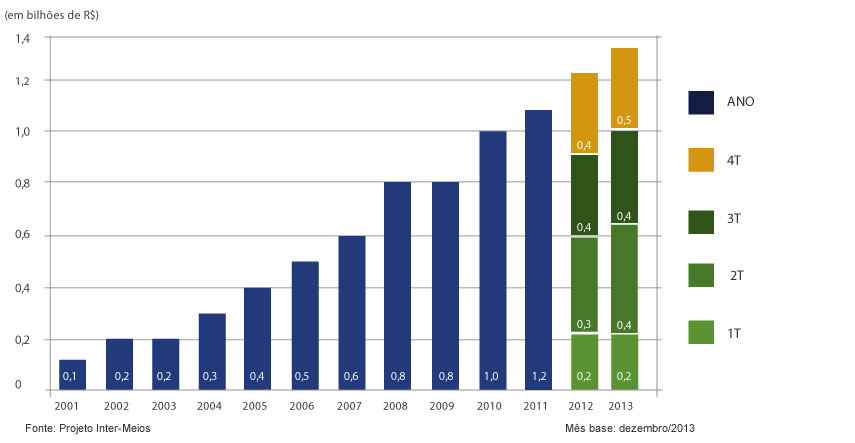 (em bilhões de R$)
1,4
1,2
1,0
0,8
0,6
0,4
0,2
0
0,1 0,2 0,2 0,3 0,4 0,5 0,6 0,8 0,8 1,0 1,2
0,4
0,4
0,3
0,2
0,5
0,4
0,4
0,2
2001 2002 2003 2004 2005 2006 2007 2008 2009 2010 2011 2012 2013
ANO
4T
3T
2T
1T
Fonte: Projeto Inter-Meios
Mês base: dezembro/2013